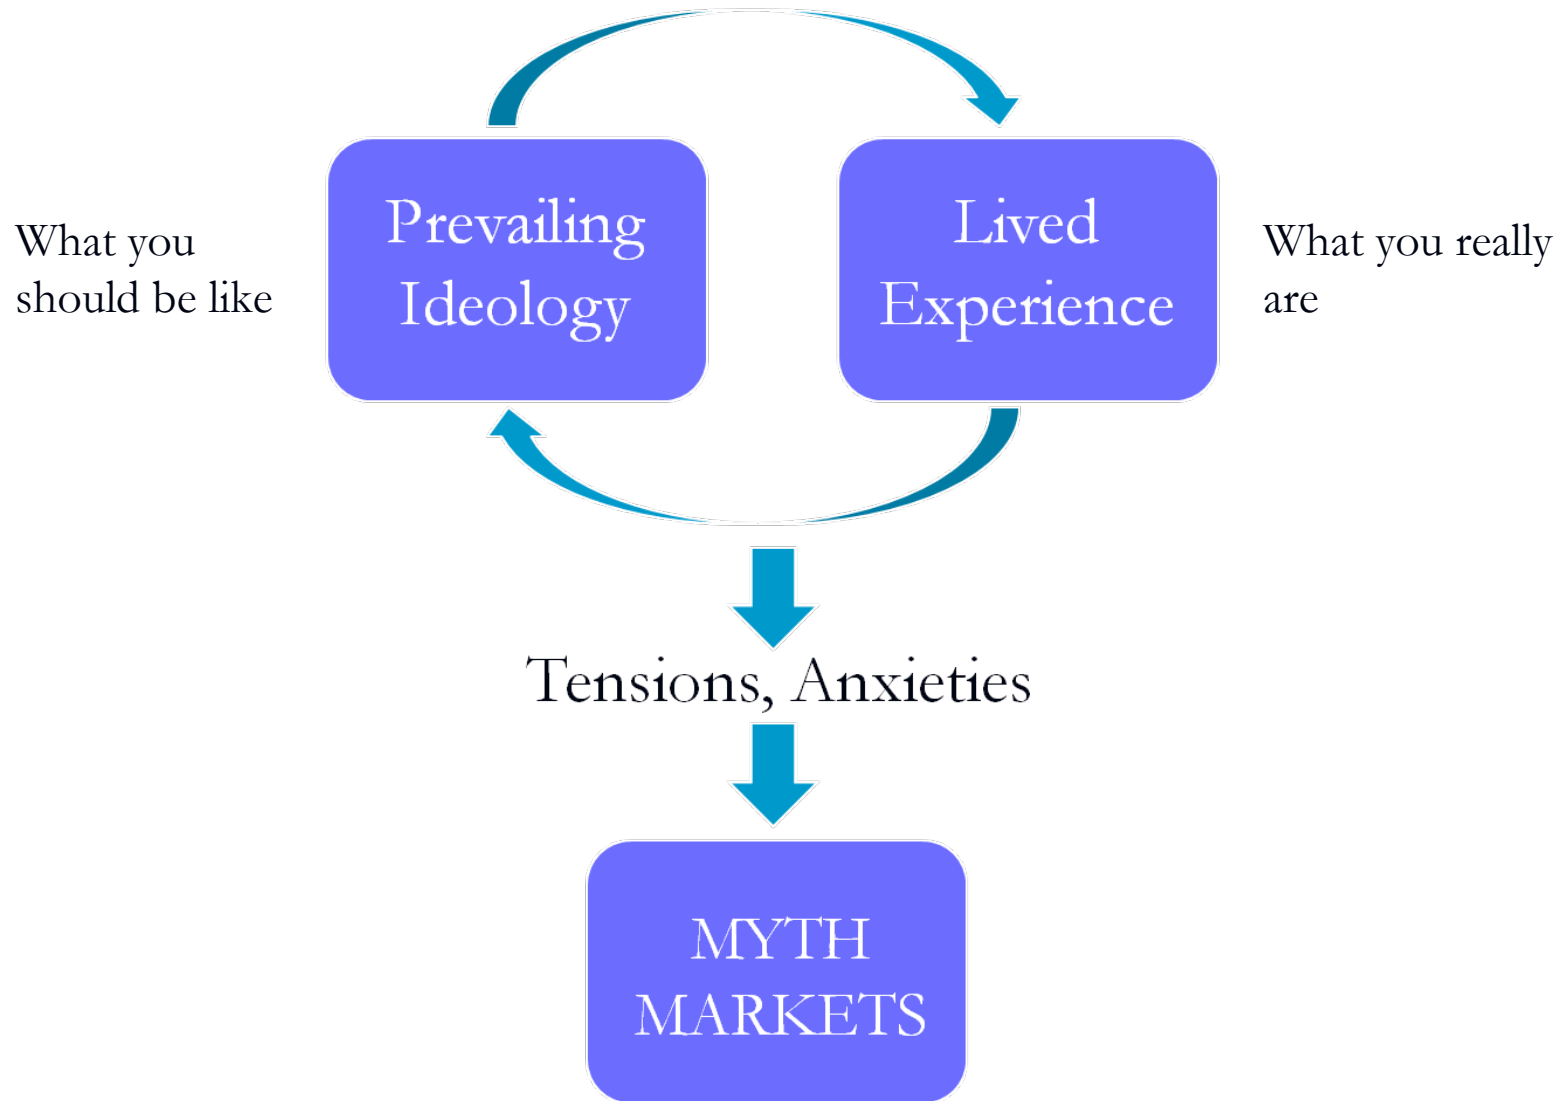 What you
should be like
Prevailing
Ideology
Lived
Experience
What you really
are
Tensions, Anxieties
MYTH
MARKETS